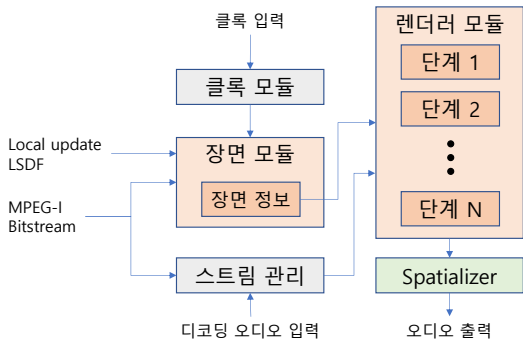 클록 입력
클록 모듈
Local update
LSDF
장면 모듈
장면 정보
MPEG-I
Bitstream
스트림 관리
디코딩 오디오 입력
렌더러 모듈
단계 1
단계 2
단계 N
Spatializer
오디오 출력